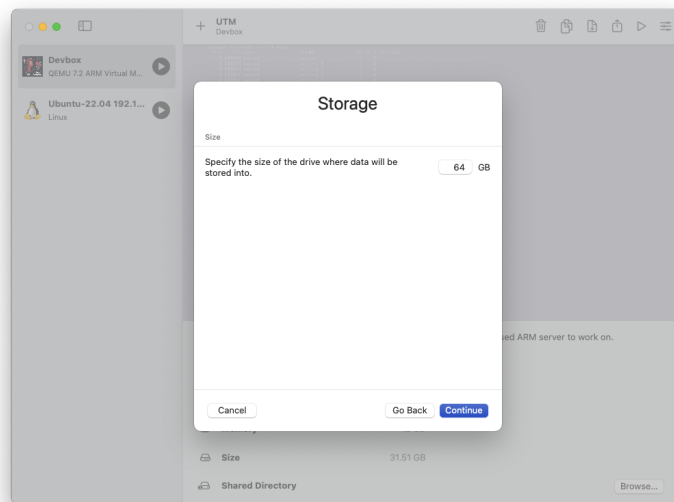 UTM
Devbox
Devbox
QEMU 7.2 ARM Virtual M...
Ubuntu-22.04 192.1...
Linux
Storage
Size
Specify the size of the drive where data will be
stored into.
64 GB
Cancel
Go Back
Continue
ARM server to work on.
Size
31.51 GB
Shared Directory
Browse...